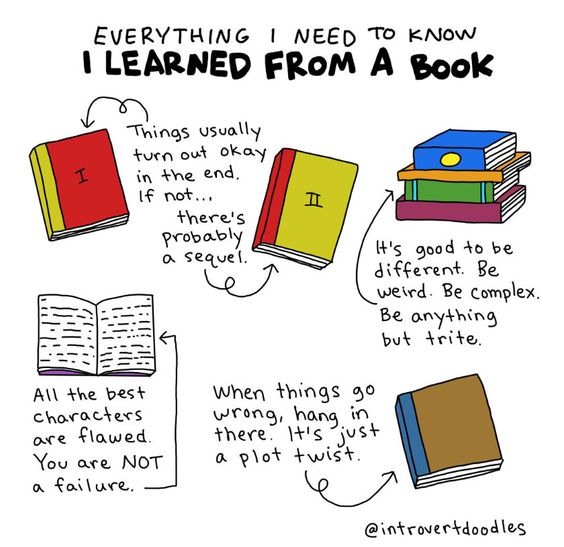 EVERYTHING I NEED TO KNOW
I LEARNED FROM A BOOK
I
Things usually
turn out okay
in the end.
If not...
there's
probably
a sequel.
II
It's good to be
different. Be
weird. Be complex.
Be anything
but trite.
All the best
characters
are flawed.
You are NOT
a failure.
When things go
wrong, hang in
there. It's just
a plot twist.
@introvertdoodles